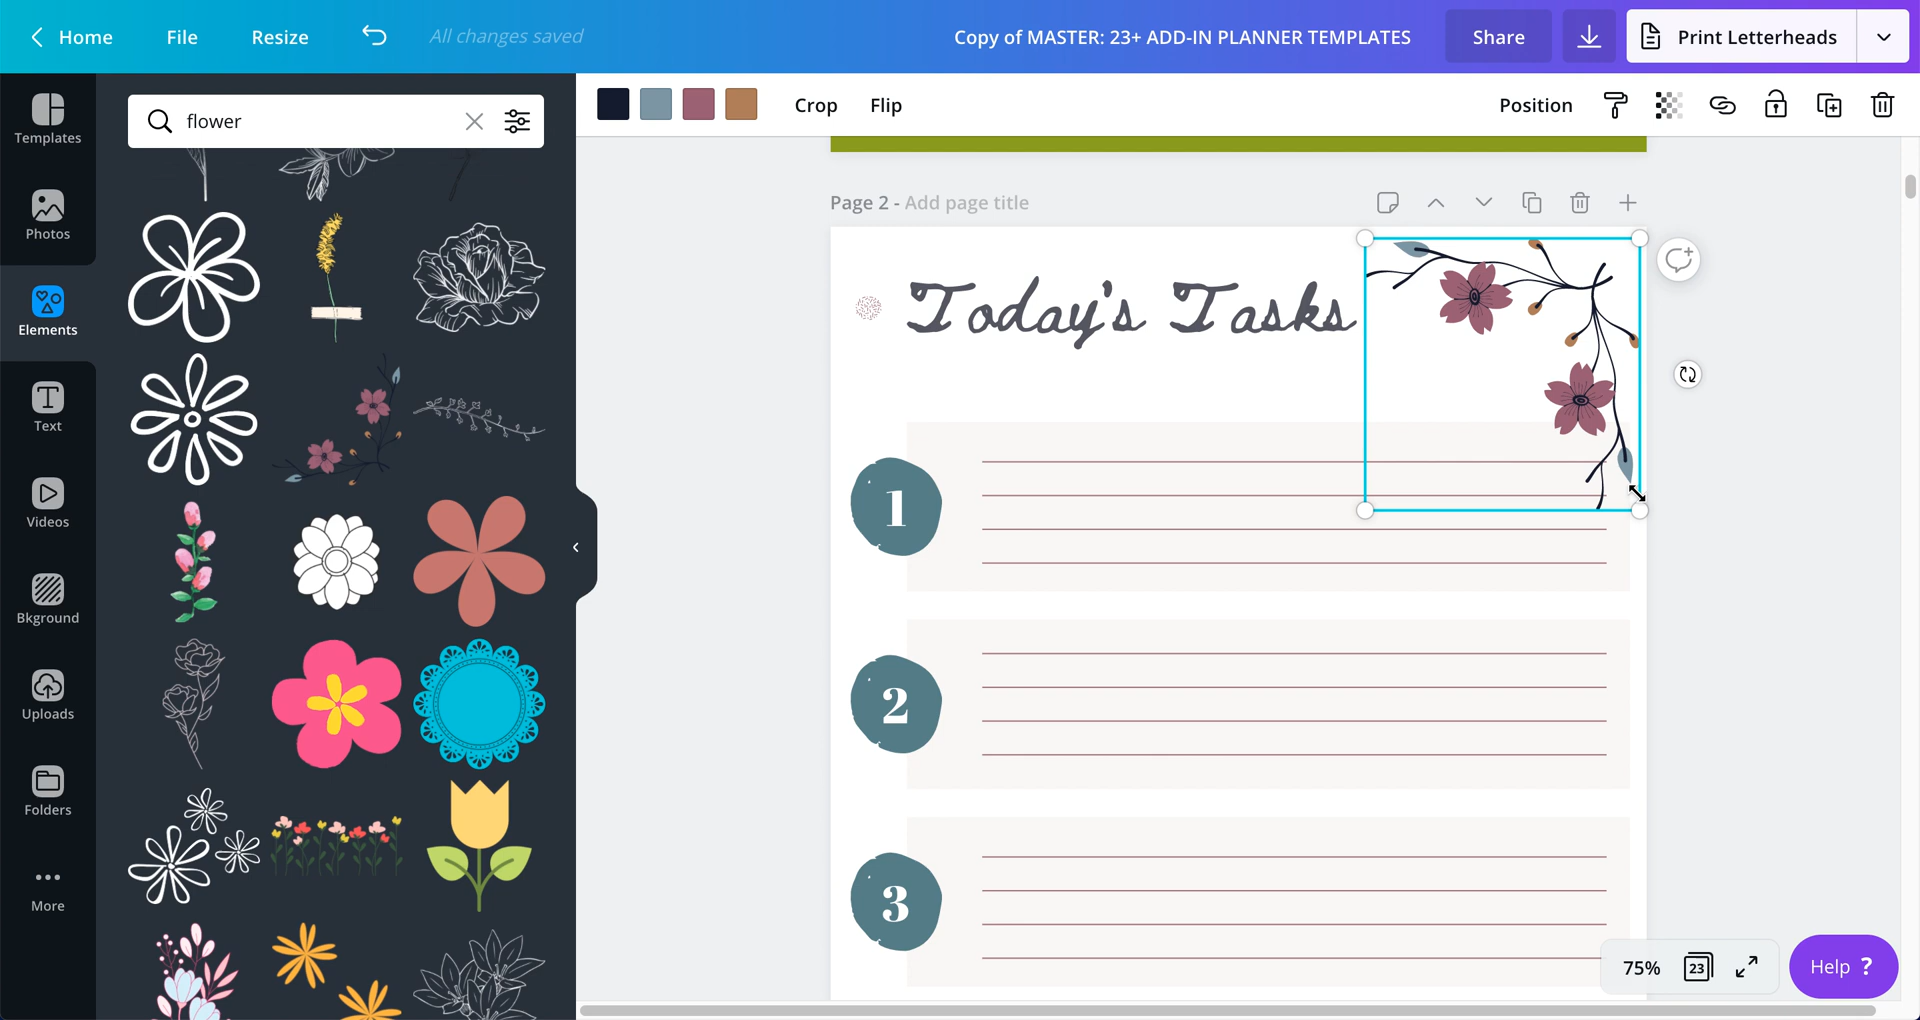 Home
File
Resize
All changes saved
Copy of MASTER: 23+ ADD-IN PLANNER TEMPLATES
Share
Print Letterheads
Templates
Photos
Elements
Text
Videos
Bkground
Uploads
Folders
More
flower
Crop
Flip
Position
Page 2 - Add page title
Today's Tasks
1
2
3
75%
23
Help ?